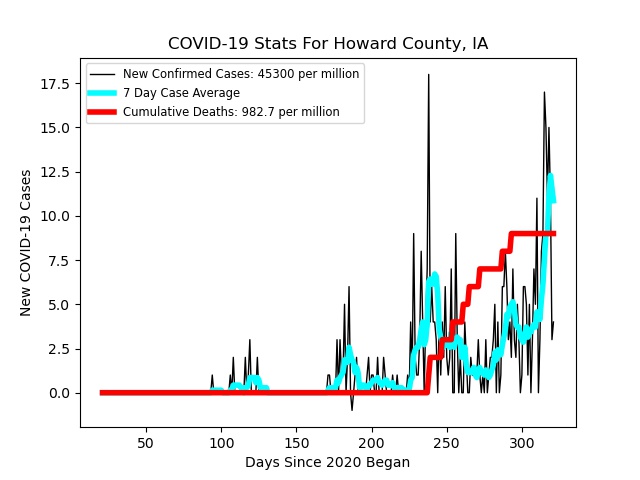 COVID-19 Stats For Howard County, IA
New Confirmed Cases: 45300 per million
7 Day Case Average
Cumulative Deaths: 982.7 per million
New COVID-19 Cases
17.5
15.0
12.5
10.0
7.5
5.0
2.5
0.0
50
100
150
200
250
300
Days Since 2020 Began